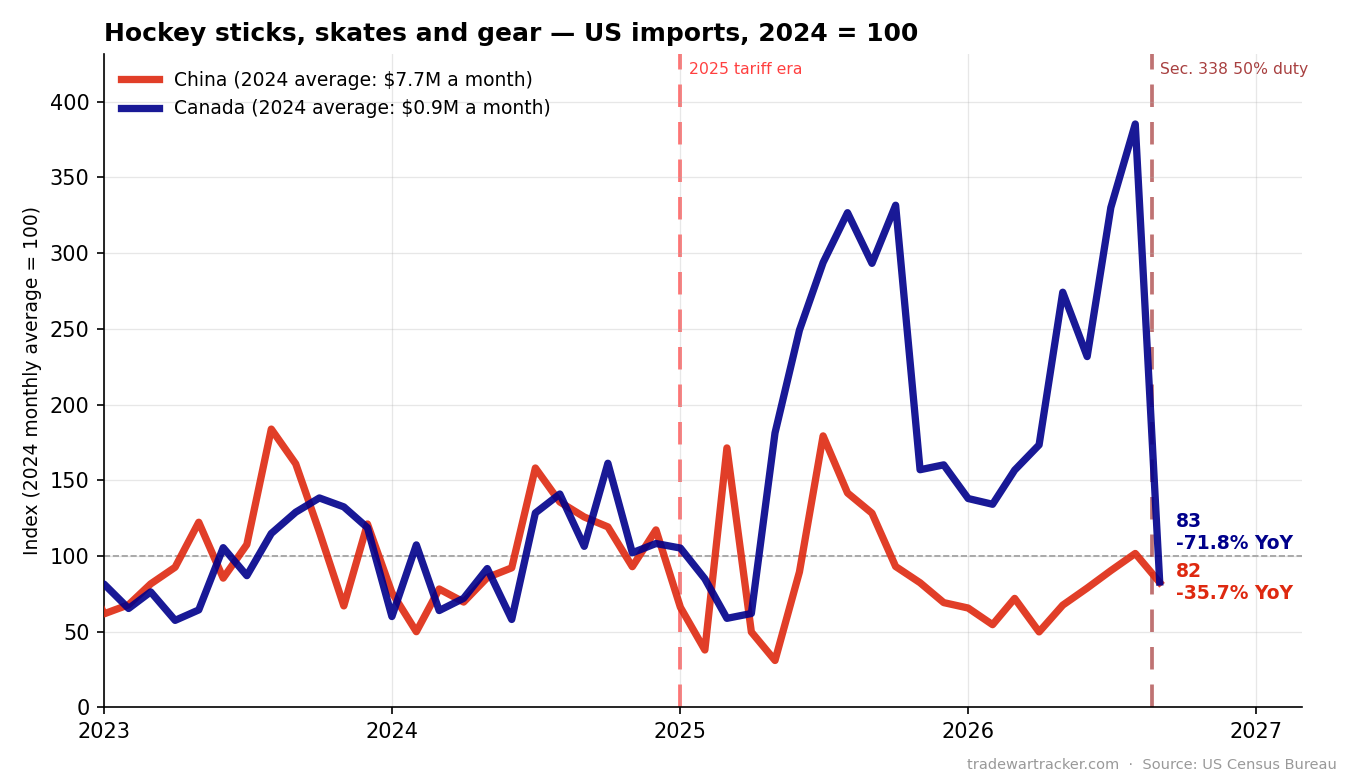 Hockey sticks, skates and gear — US imports, 2024 = 100
China (2024 average: $7.7M a month)
Canada (2024 average: $0.9M a month)
2025 tariff era
Sec. 338 50% duty
Index (2024 monthly average = 100)
400
350
300
250
200
150
100
50
0
83
-71.8% YoY
82
-35.7% YoY
2023
2024
2025
2026
2027
tradewartracker.com · Source: US Census Bureau